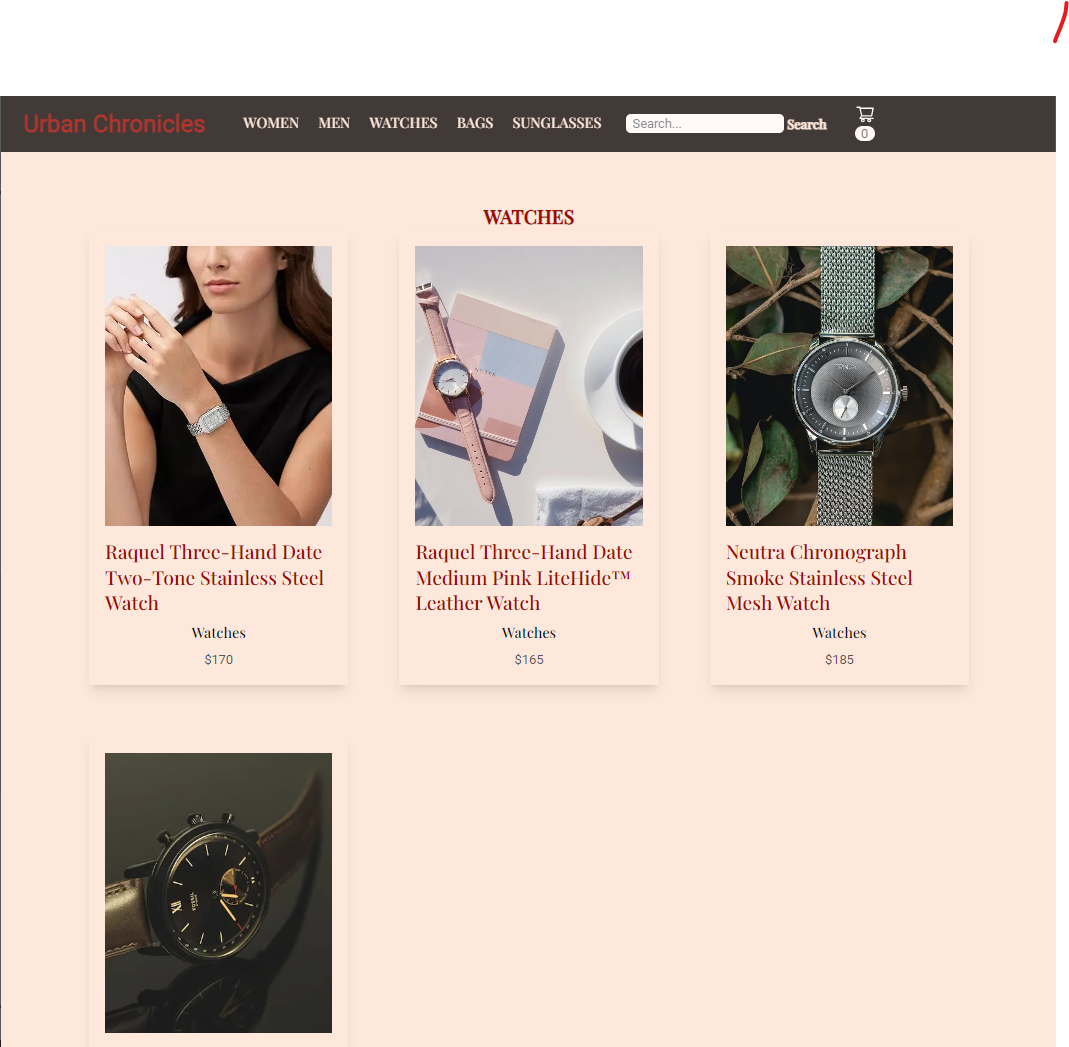 Urban Chronicles WOMEN MEN WATCHES BAGS SUNGLASSES Search... Search
0
WATCHES
NOTES
Raquel Three-Hand Date
Two-Tone Stainless Steel
Watch
Watches
$170
Raquel Three-Hand Date
Medium Pink LiteHide™
Leather Watch
Watches
$165
Neutra Chronograph
Smoke Stainless Steel
Mesh Watch
Watches
$185
FOSSIL